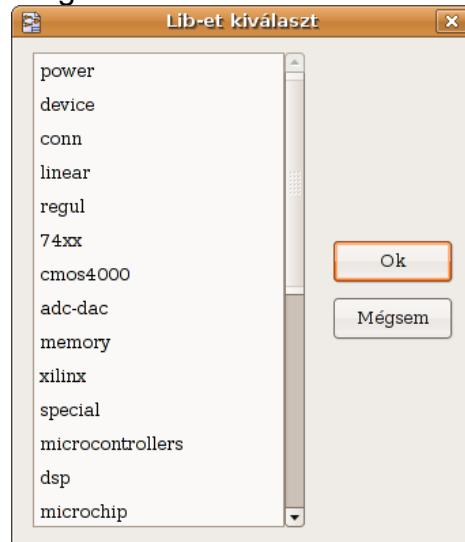 Lib-et kiválaszt
power
device
conn
linear
regul
74xx
cmos4000
adc-dac
memory
xilinx
special
microcontrollers
dsp
microchip
Ok
Mégsem